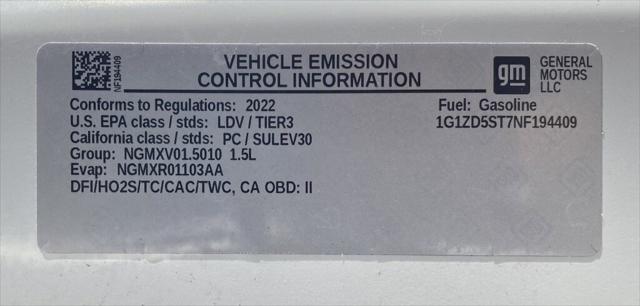 NF194409
VEHICLE EMISSION
CONTROL INFORMATION
gm
GENERAL
MOTORS
LLC
Conforms to Regulations: 2022
U.S. EPA class / stds: LDV / TIER3
California class / stds: PC / SULEV30
Group: NGMXV01.5010 1.5L
Evap: NGMXR01103AA
DFI/HO2S/TC/CAC/TWC, CA OBD: II
Fuel: Gasoline
1G1ZD5ST7NF194409